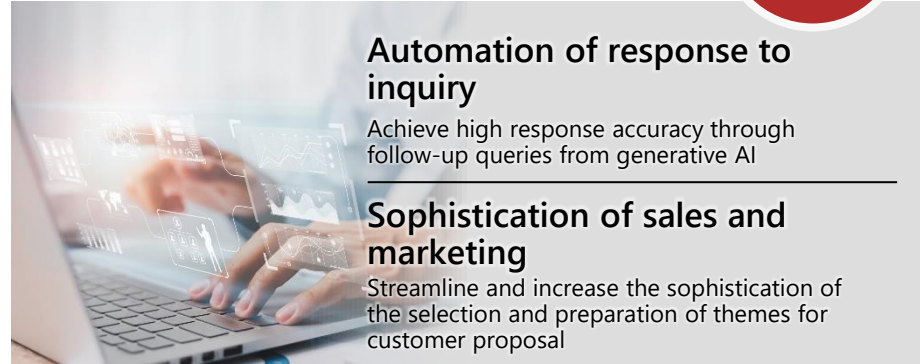 Automation of response to
inquiry
Achieve high response accuracy through
follow-up queries from generative AI
Sophistication of sales and
marketing
Streamline and increase the sophistication of
the selection and preparation of themes for
customer proposal